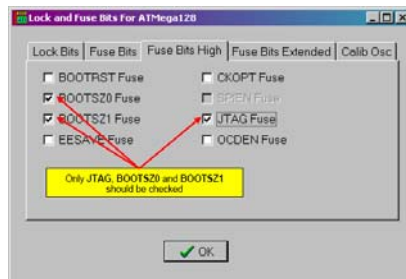 Lock and Fuse Bits For ATMega128
Lock Bits Fuse Bits Fuse Bits High Fuse Bits Extended Calib Osc
BOOTRST Fuse CKOPT Fuse
BOOTSZ0 Fuse SPIEN Fuse
BOOTSZ1 Fuse JTAG Fuse
EESAVE Fuse OCDEN Fuse
Only JTAG, BOOTSZ0 and BOOTSZ1
should be checked
OK